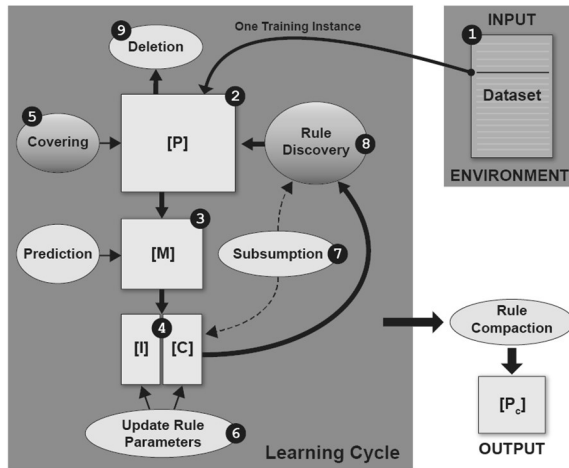 9
Deletion
One Training Instance
INPUT
1
Dataset
ENVIRONMENT
2
[P]
5
Covering
Rule
Discovery
8
3
[M]
Prediction
Subsumption
7
4
[I]
[C]
Update Rule
Parameters
6
Learning Cycle
Rule
Compaction
[Pc]
OUTPUT